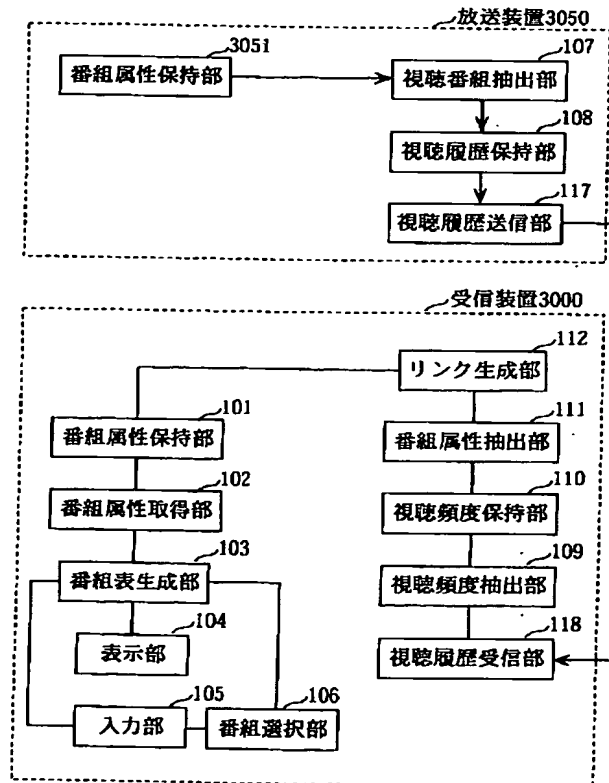 放送装置3050
3051
番組属性保持部
107
視聴番組抽出部
108
視聴履歴保持部
117
視聴履歴送信部
受信装置3000
112
リンク生成部
101
番組属性保持部
111
番組属性抽出部
102
番組属性取得部
110
視聴頻度保持部
103
番組表生成部
109
視聴頻度抽出部
104
表示部
118
視聴履歴受信部
105
入力部
106
番組選択部